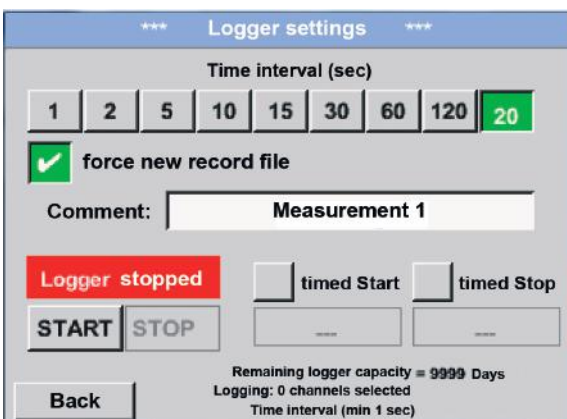 *** Logger settings ***
Time interval (sec)
1 2 5 10 15 30 60 120 20
force new record file
Comment: Measurement 1
Logger stopped
timed Start timed Stop
START STOP --- ---
Remaining logger capacity = 9999 Days
Logging: 0 channels selected
Back
Time interval (min 1 sec)